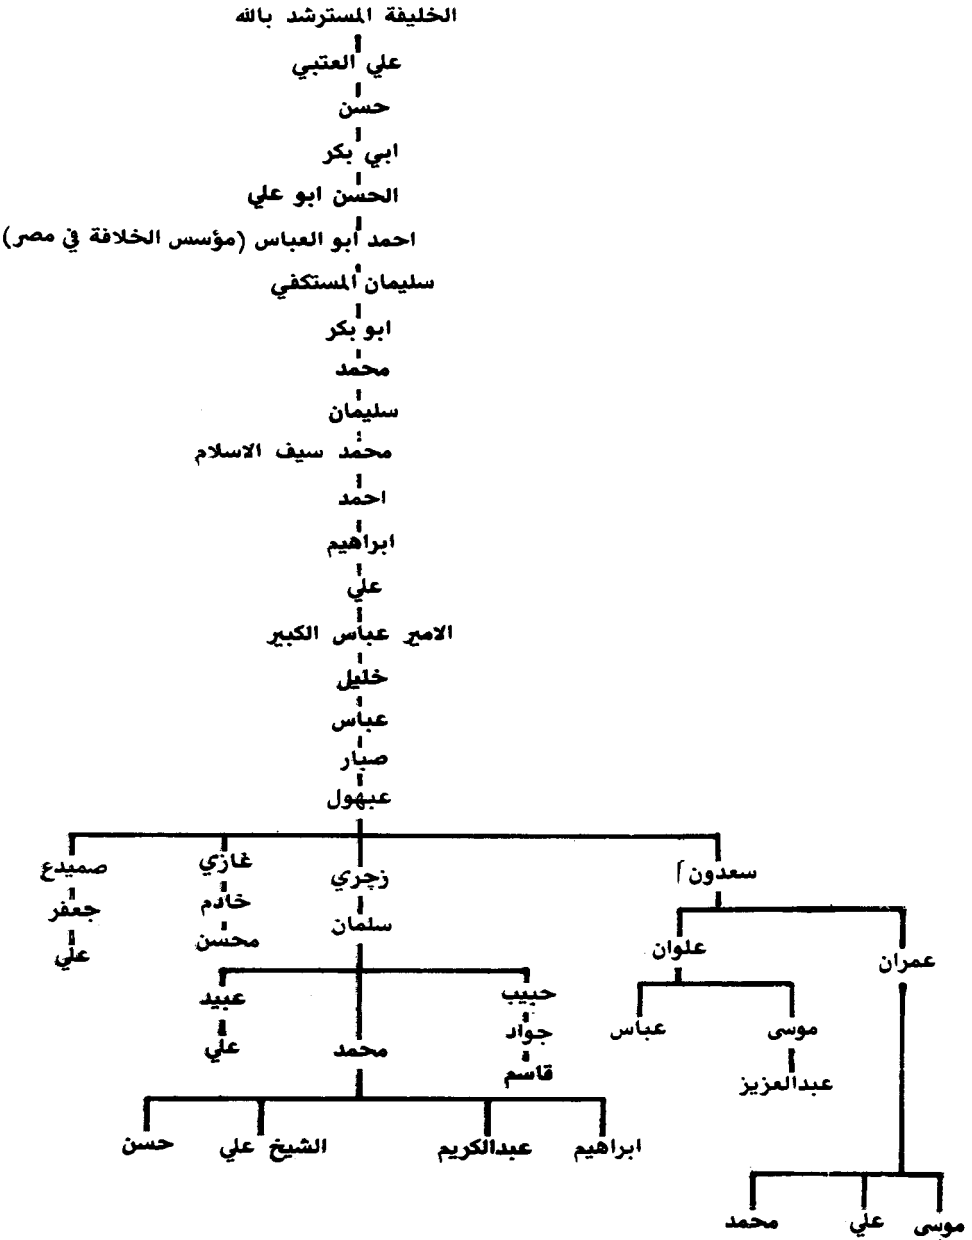 الخليفة المسترشد بالله
علي العتبي
حسن
ابي بكر
الحسن ابو علي
احمد ابو العباس (مؤسس الخلافة في مصر)
سليمان المستكفي
ابو بكر
محمد
سليمان
محمد سيف الاسلام
احمد
ابراهيم
علي
الامير عباس الكبير
خليل
عباس
صبار
عبهول
سعدون زچري غازي صميدع
سلمان خادم جعفر
علوان محسن علي
عمران
حبيب عبيد
عباس موسى جواد علي
محمد
قاسم
عبدالعزيز
ابراهيم عبدالكريم الشيخ علي حسن
موسى علي محمد